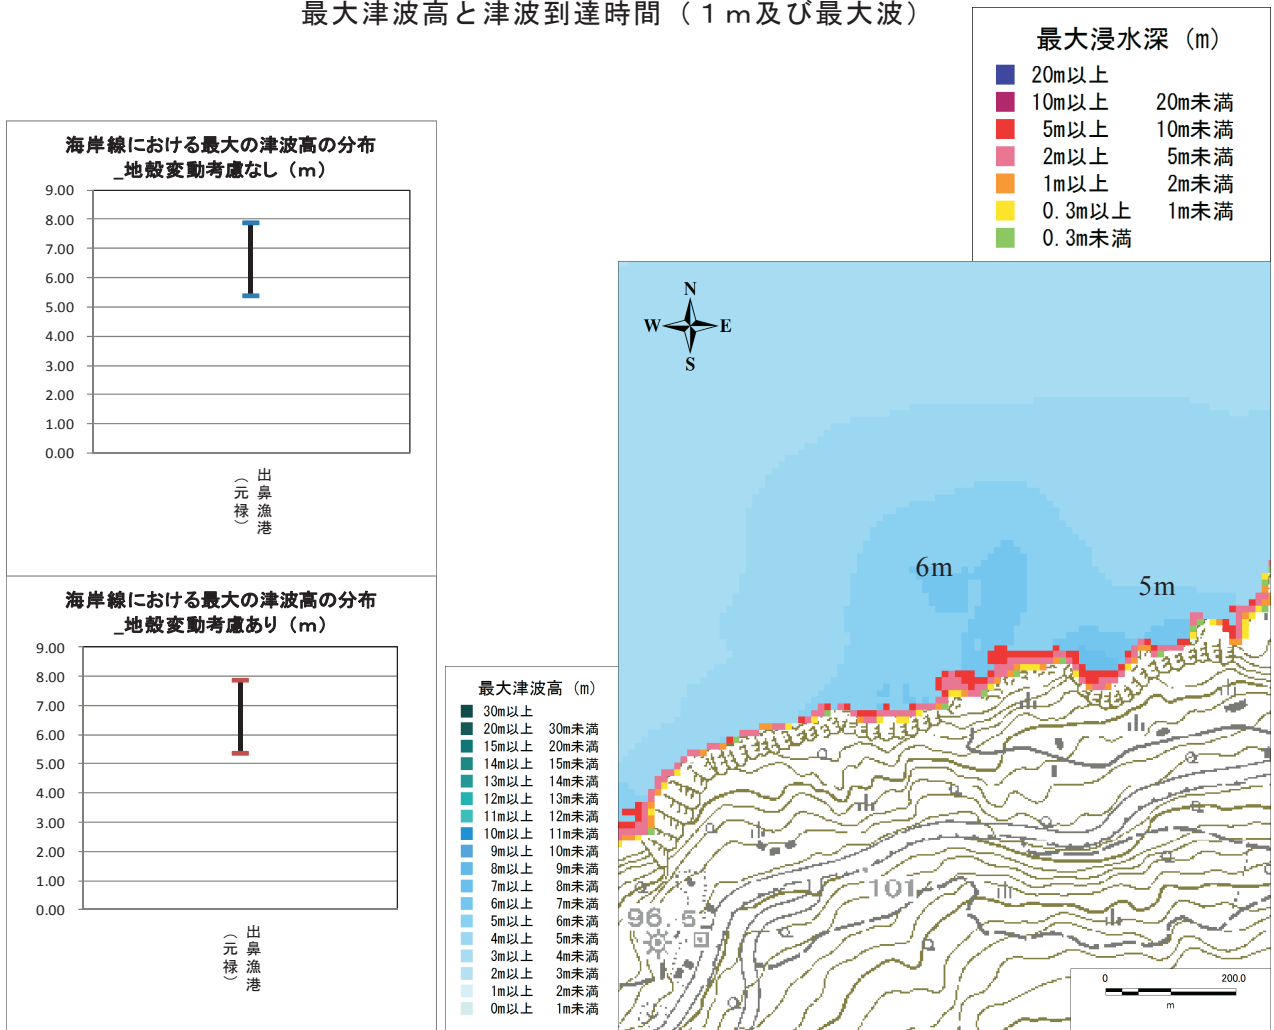 最大津波高と津波到達時間（１ｍ及び最大波）
最大浸水深（m）
20m以上
10m以上 20m未満
5m以上 10m未満
2m以上 5m未満
1m以上 2m未満
0.3m以上 1m未満
0.3m未満
海岸線における最大の津波高の分布
_地殻変動考慮なし（ｍ）
9.00
8.00
7.00
6.00
5.00
4.00
3.00
2.00
1.00
0.00
出鼻漁港
（元禄）
海岸線における最大の津波高の分布
_地殻変動考慮あり（ｍ）
9.00
8.00
7.00
6.00
5.00
4.00
3.00
2.00
1.00
0.00
出鼻漁港
（元禄）
最大津波高（m）
30m以上
20m以上 30m未満
15m以上 20m未満
14m以上 15m未満
13m以上 14m未満
12m以上 13m未満
11m以上 12m未満
10m以上 11m未満
9m以上 10m未満
8m以上 9m未満
7m以上 8m未満
6m以上 7m未満
5m以上 6m未満
4m以上 5m未満
3m以上 4m未満
2m以上 3m未満
1m以上 2m未満
0m以上 1m未満
N
W E
S
6m
5m
101
96.5
0 200.0
m